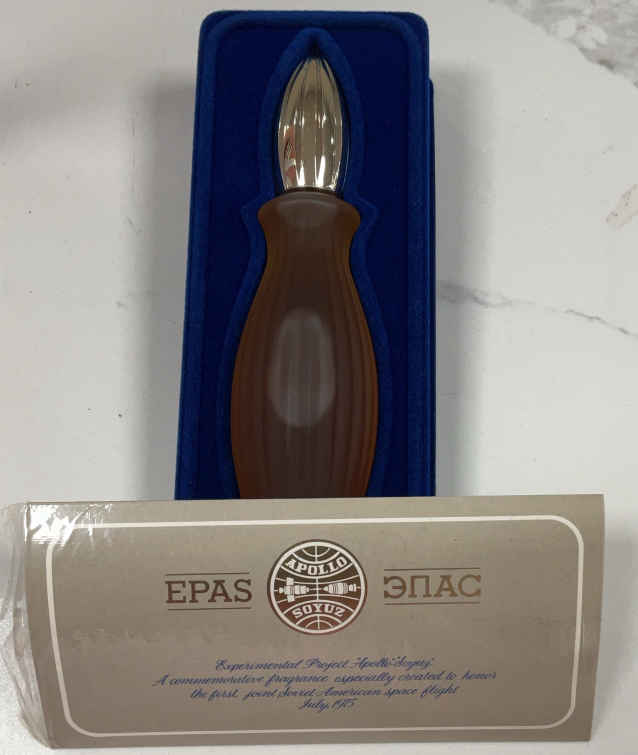 EPAS
APOLLO
SOYUZ
ЭПАС
Experimental Project "Apollo"-"Soyuz"
A commemorative fragrance especially created to honor
the first joint Soviet-American space flight
July, 1975